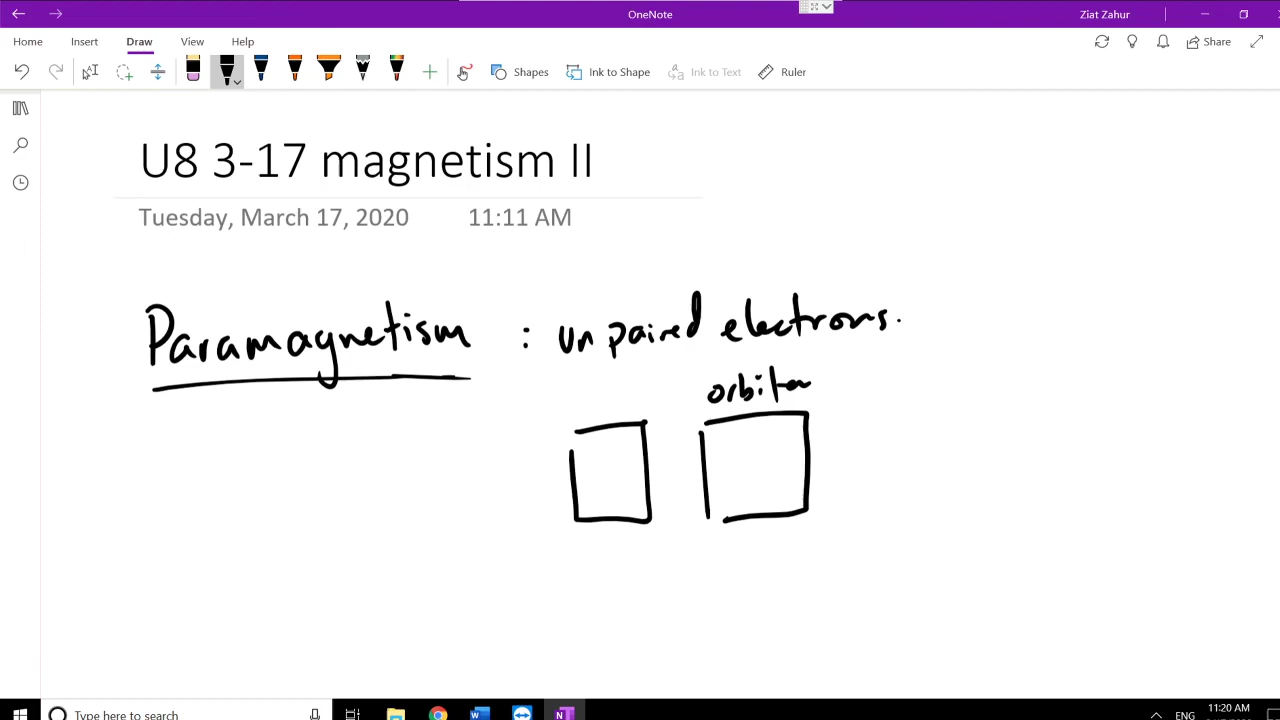 OneNote
Ziat Zahur
Home Insert Draw View Help
Share
Shapes Ink to Shape Ink to Text Ruler
U8 3-17 magnetism II
Tuesday, March 17, 2020 11:11 AM
Paramagnetism : unpaired electrons.
orbita
Type here to search
ENG
11:20 AM